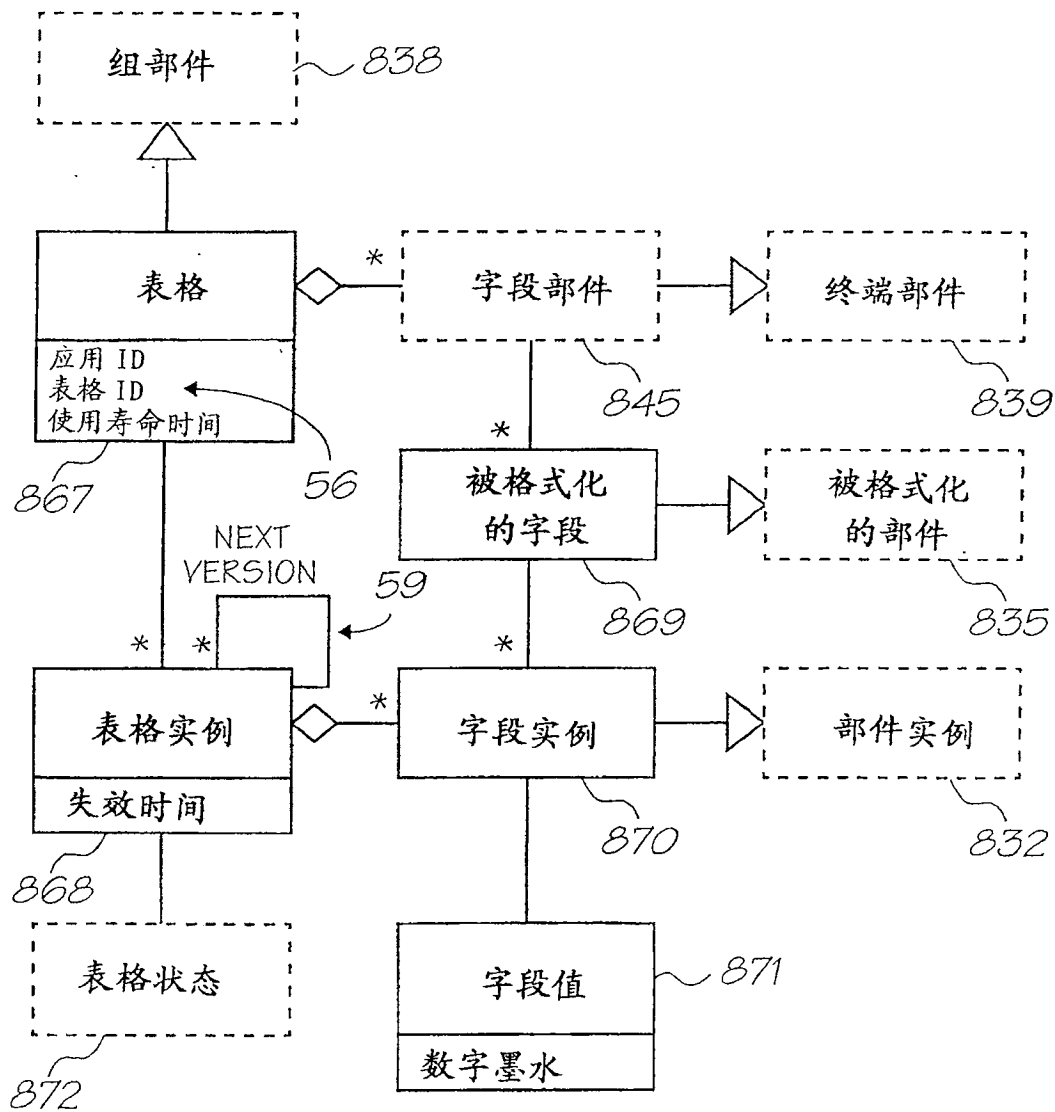 组部件
838
表格
*
字段部件
终端部件
应用 ID
表格 ID
使用寿命时间
845
839
867
56
*
被格式化
的字段
被格式化
的部件
NEXT
VERSION
59
869
835
*
*
*
表格实例
*
字段实例
部件实例
失效时间
870
832
868
表格状态
字段值
871
872
数字墨水